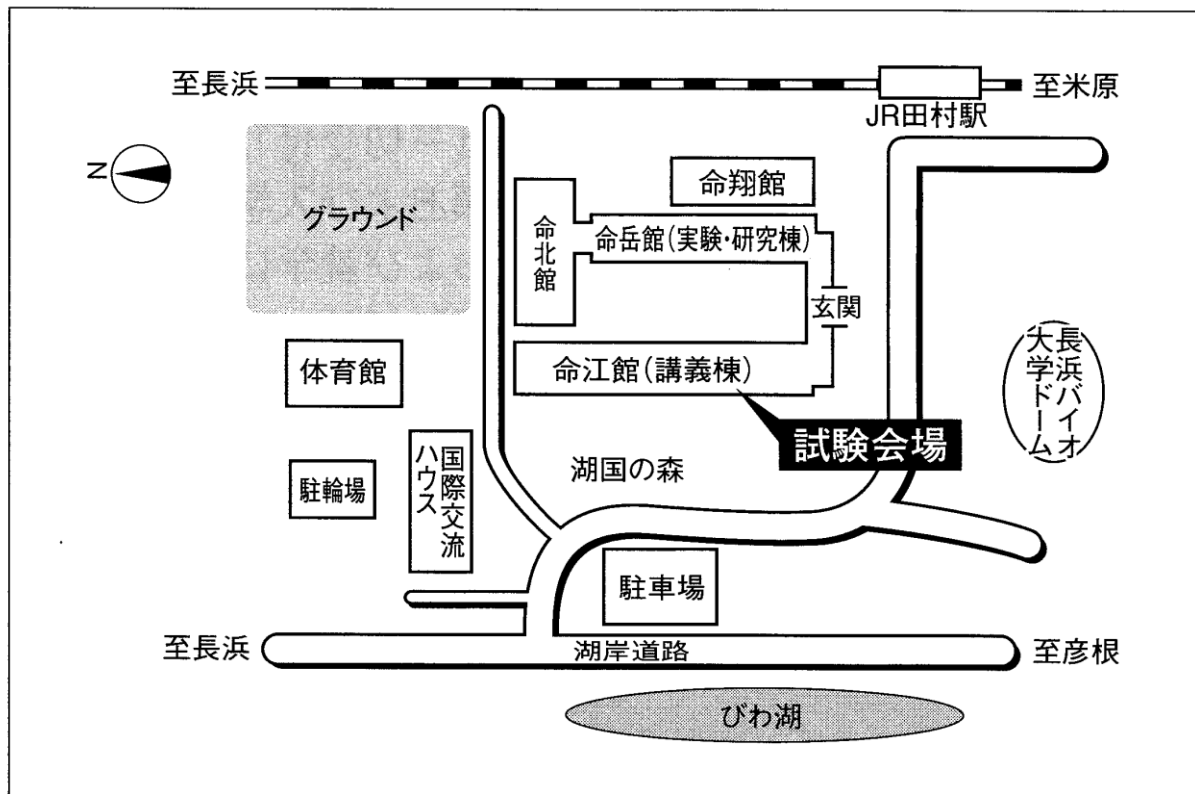 至長浜
至米原
JR田村駅
N
グラウンド
命翔館
命北館
命岳館(実験・研究棟)
玄関
体育館
命江館(講義棟)
長浜バイオ
大学ドーム
試験会場
湖国の森
駐輪場
国際交流
ハウス
駐車場
至長浜
湖岸道路
至彦根
びわ湖